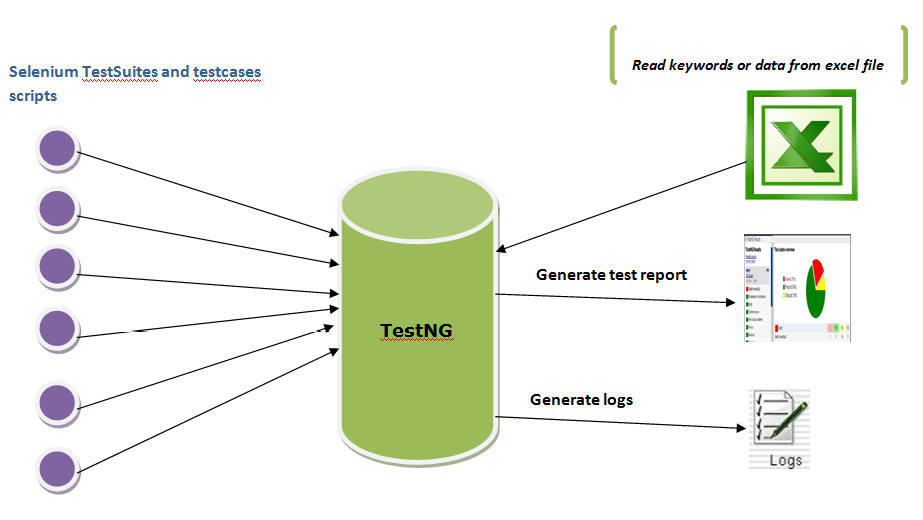 Selenium TestSuites and testcases
scripts
Read keywords or data from excel file
Generate test report
TestNG
Generate logs
Logs